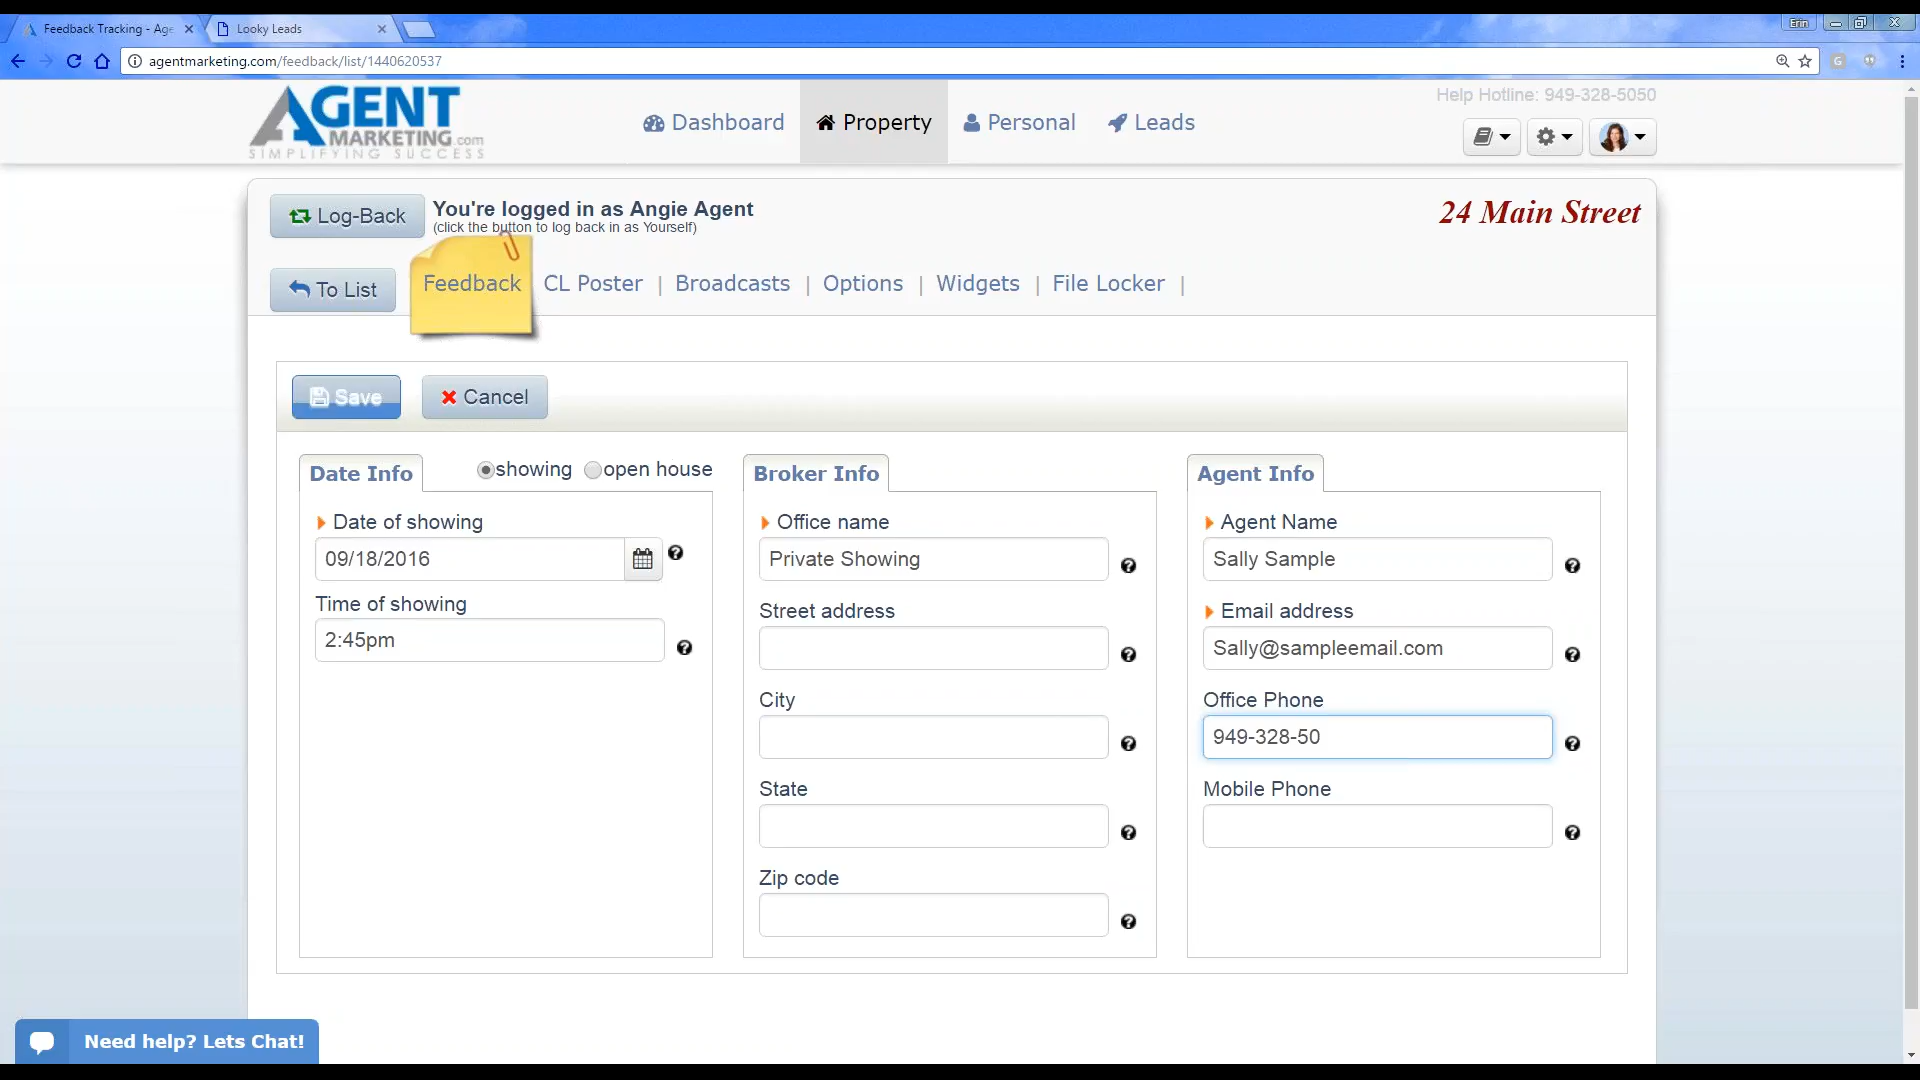 Feedback Tracking - Age
Looky Leads
Erin
agentmarketing.com/feedback/list/1440620537
Help Hotline: 949-328-5050
AGENT
MARKETING.com
SIMPLIFYING SUCCESS
Dashboard
Property
Personal
Leads
Log-Back
You're logged in as Angie Agent
(click the button to log back in as Yourself)
24 Main Street
To List
Feedback
CL Poster |
Broadcasts |
Options |
Widgets |
File Locker |
Save
Cancel
Date Info
showing
open house
Date of showing
09/18/2016
Time of showing
2:45pm
Broker Info
Office name
Private Showing
Street address
City
State
Zip code
Agent Info
Agent Name
Sally Sample
Email address
Sally@sampleemail.com
Office Phone
949-328-50
Mobile Phone
Need help? Lets Chat!